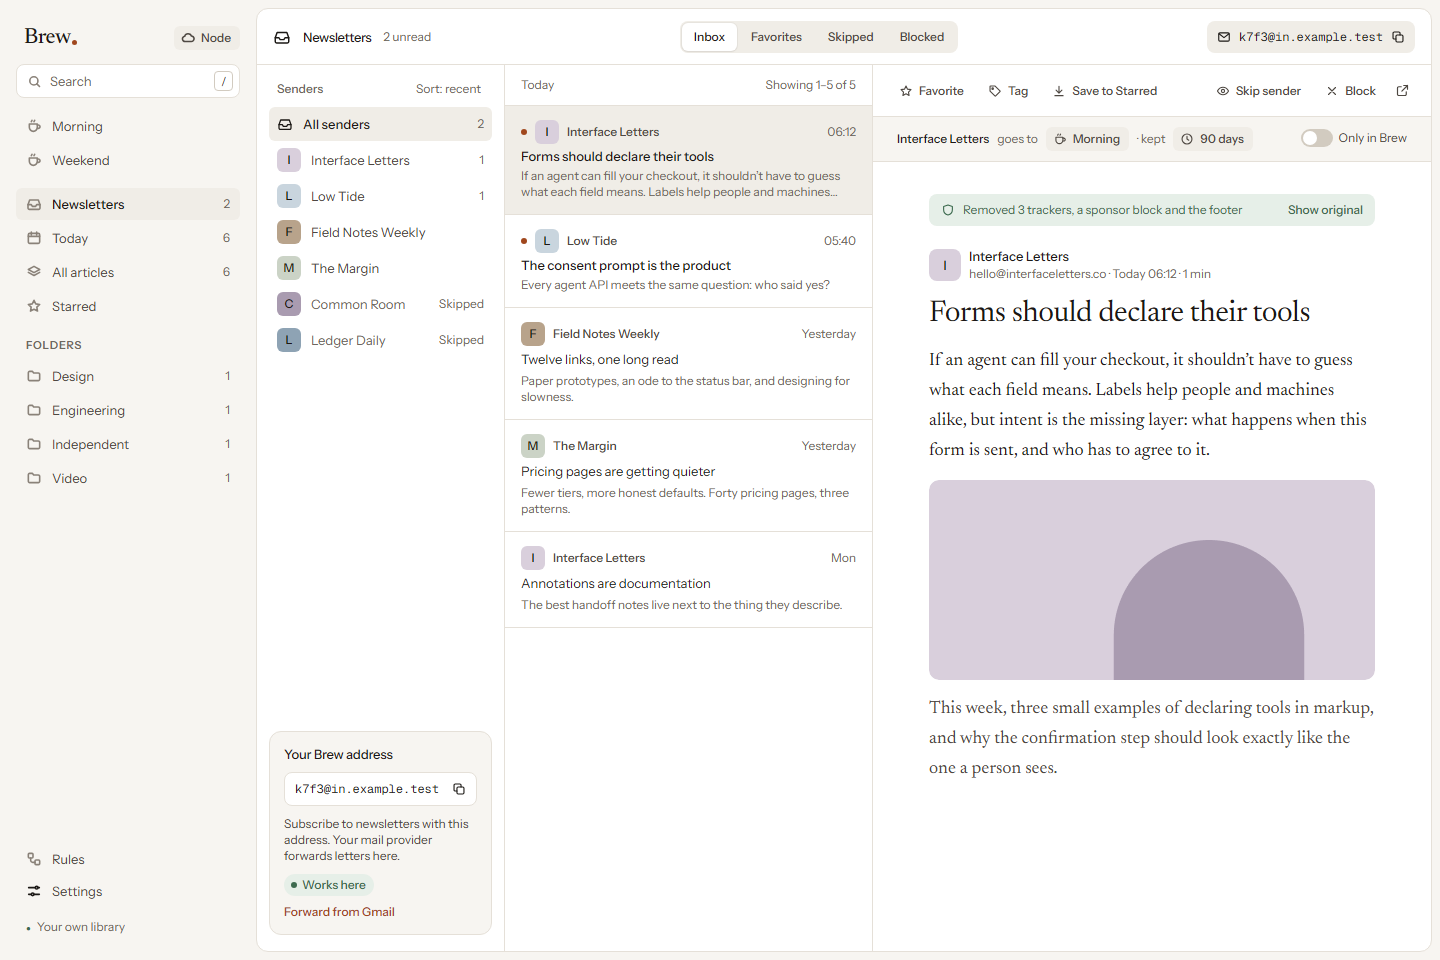 Brew.
Node
Search
/
Morning
Weekend
Newsletters 2
Today 6
All articles 6
Starred
FOLDERS
Design 1
Engineering 1
Independent 1
Video 1
Rules
Settings
Your own library
Newsletters 2 unread
Inbox Favorites Skipped Blocked
k7f3@in.example.test
Senders Sort: recent
All senders 2
I Interface Letters 1
L Low Tide 1
F Field Notes Weekly
M The Margin
C Common Room Skipped
L Ledger Daily Skipped
Your Brew address
k7f3@in.example.test
Subscribe to newsletters with this
address. Your mail provider
forwards letters here.
Works here
Forward from Gmail
Today Showing 1–5 of 5
I Interface Letters 06:12
Forms should declare their tools
If an agent can fill your checkout, it shouldn’t have to guess
what each field means. Labels help people and machines...
L Low Tide 05:40
The consent prompt is the product
Every agent API meets the same question: who said yes?
F Field Notes Weekly Yesterday
Twelve links, one long read
Paper prototypes, an ode to the status bar, and designing for
slowness.
M The Margin Yesterday
Pricing pages are getting quieter
Fewer tiers, more honest defaults. Forty pricing pages, three
patterns.
I Interface Letters Mon
Annotations are documentation
The best handoff notes live next to the thing they describe.
Favorite Tag Save to Starred Skip sender Block
Interface Letters goes to Morning · kept 90 days Only in Brew
Removed 3 trackers, a sponsor block and the footer Show original
I Interface Letters
hello@interfaceletters.co · Today 06:12 · 1 min
Forms should declare their tools
If an agent can fill your checkout, it shouldn’t have to guess
what each field means. Labels help people and machines
alike, but intent is the missing layer: what happens when this
form is sent, and who has to agree to it.
This week, three small examples of declaring tools in markup,
and why the confirmation step should look exactly like the
one a person sees.